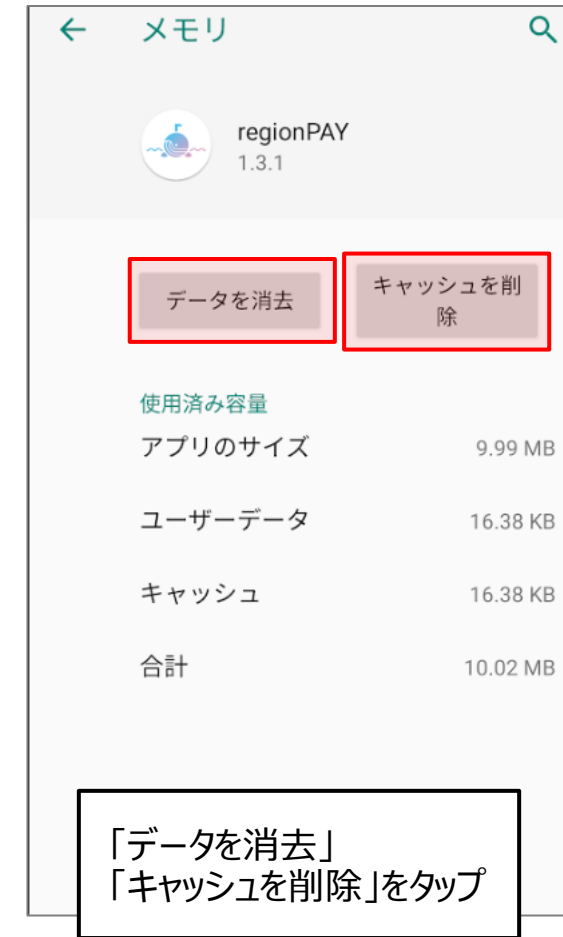 メモリ
regionPAY
1.3.1
データを消去
キャッシュを削
除
使用済み容量
アプリのサイズ 9.99 MB
ユーザーデータ 16.38 KB
キャッシュ 16.38 KB
合計 10.02 MB
「データを消去」
「キャッシュを削除」をタップ